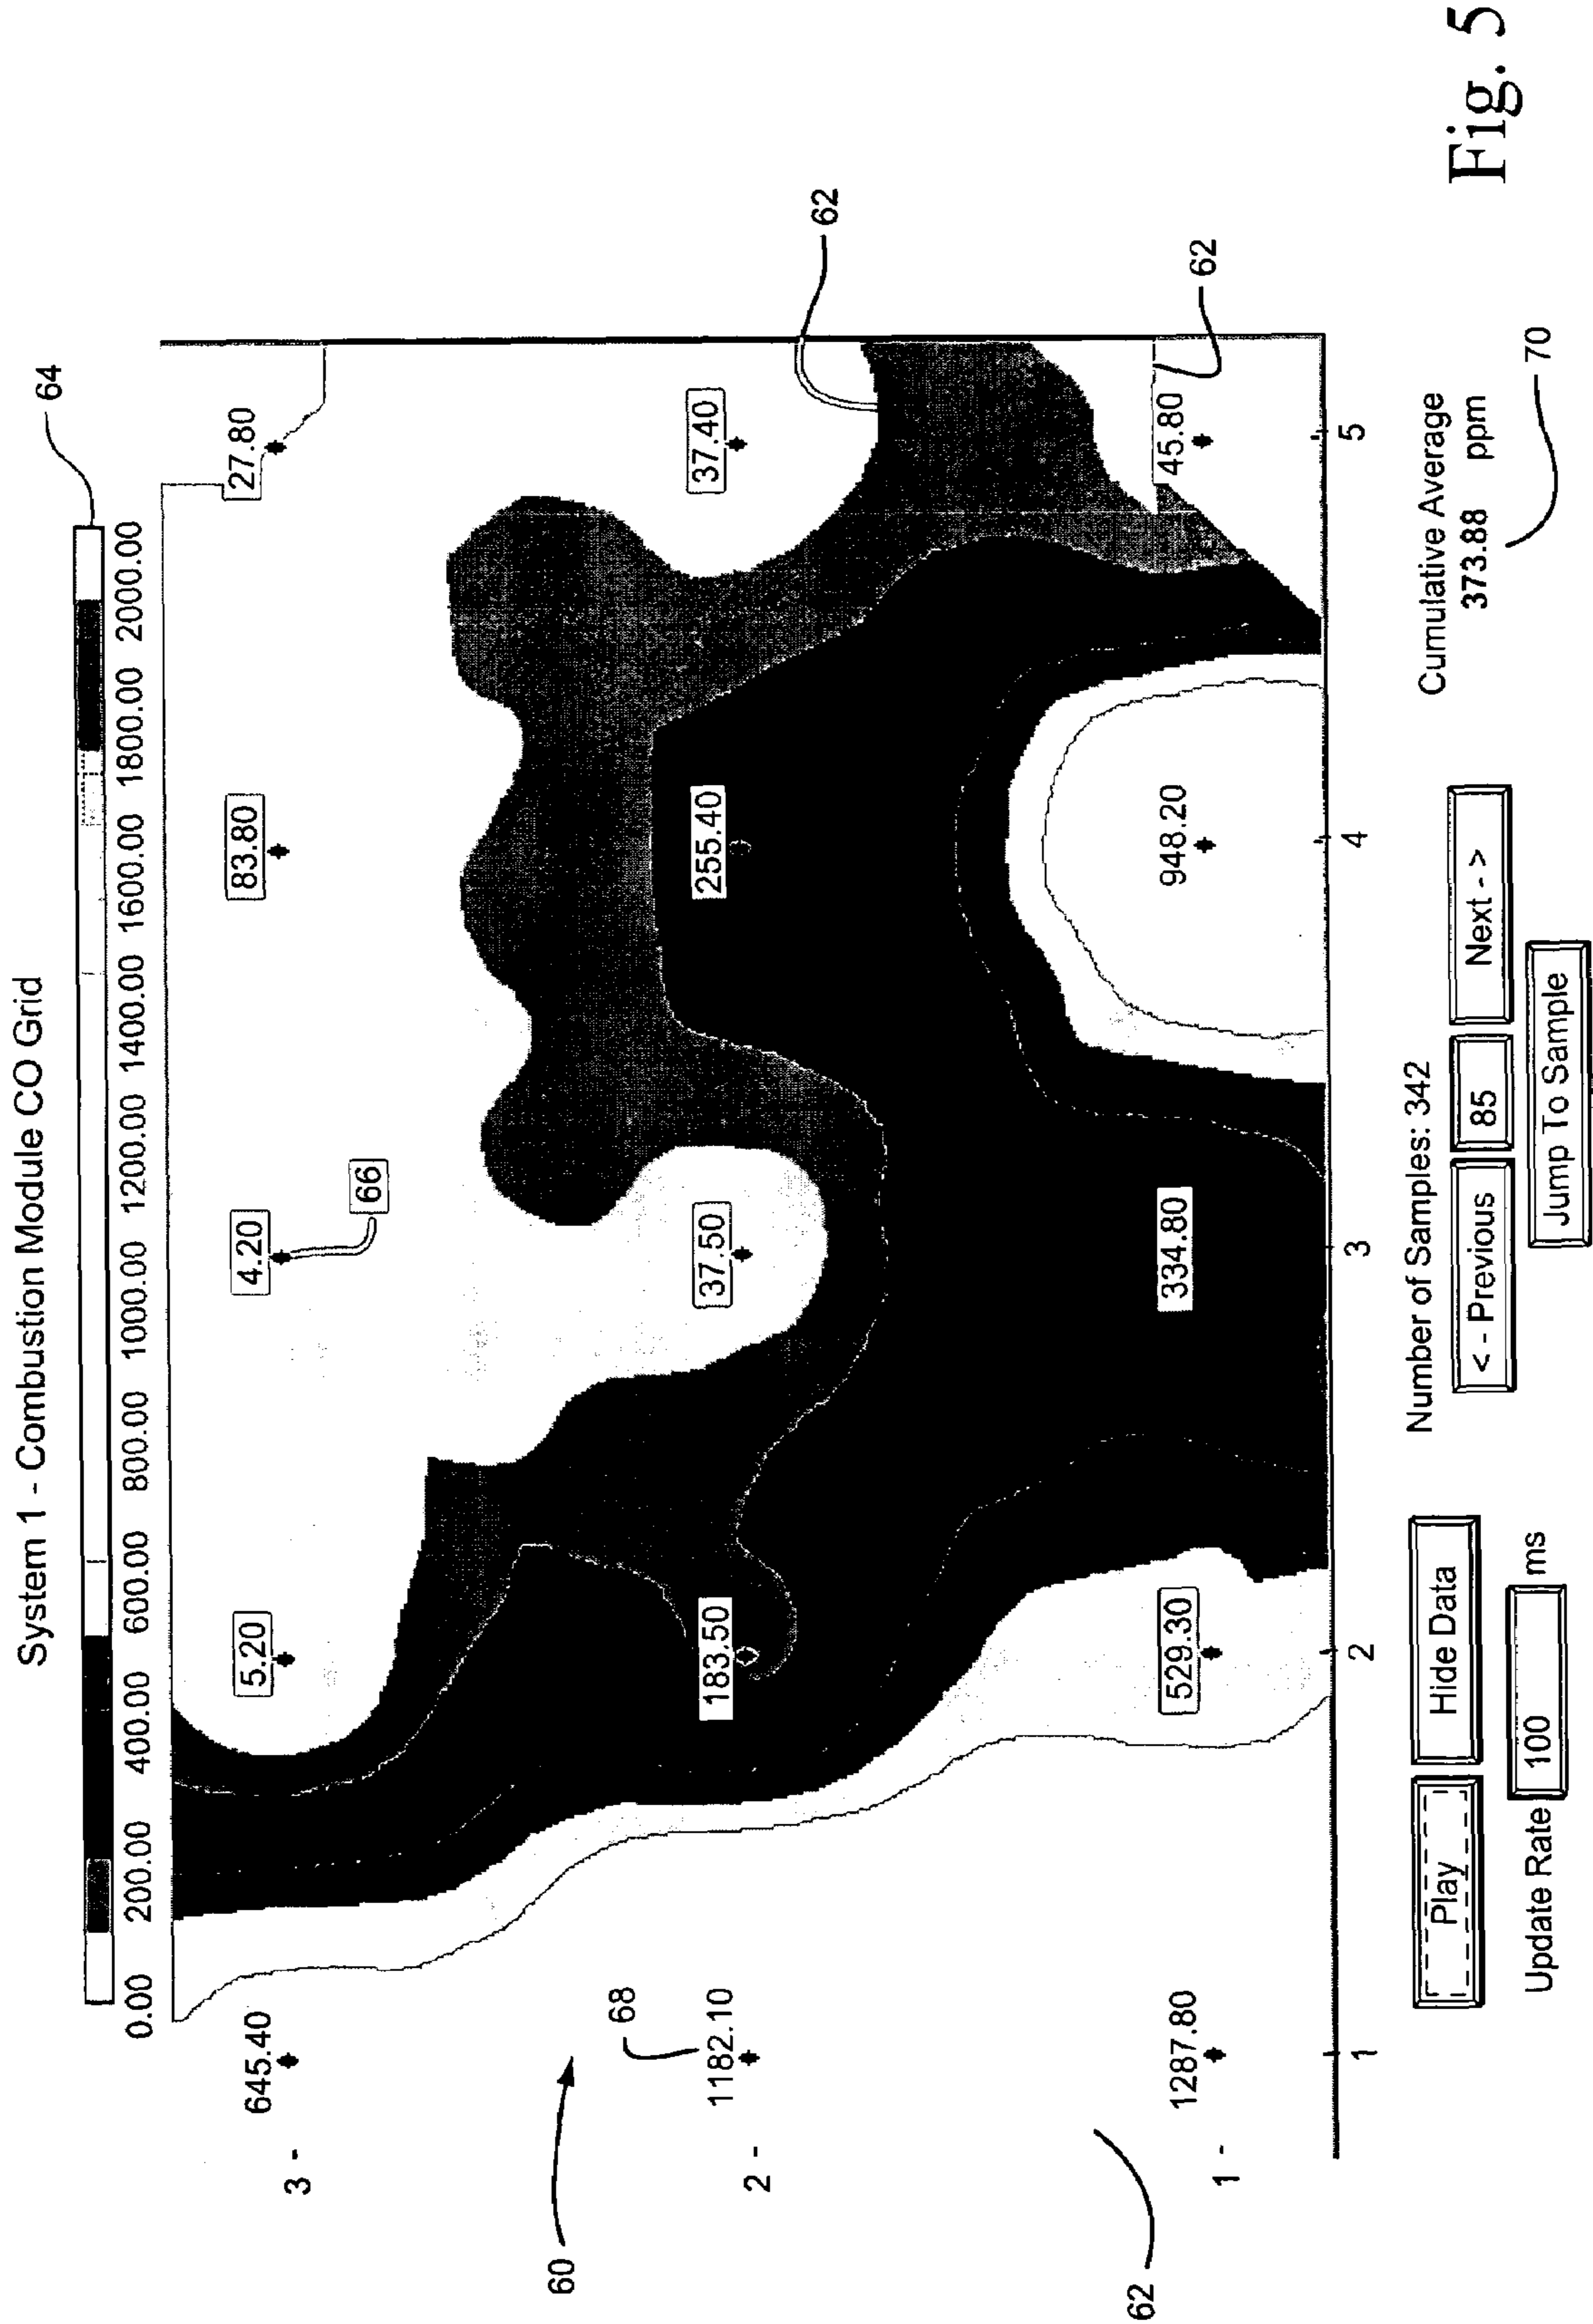 System 1 - Combustion Module CO Grid
64
0.00 200.00 400.00 600.00 800.00 1000.00 1200.00 1400.00 1600.00 1800.00 2000.00
3 - 645.40 5.20 4.20 83.80 27.80
66
60
68
2 - 1182.10 183.50 37.50 255.40 37.40
62
62
1 - 1287.80 529.30 334.80 948.20 45.80
62
1 2 3 4 5
Play Hide Data
Update Rate 100 ms
Number of Samples: 342
< - Previous 85 Next - >
Jump To Sample
Cumulative Average
373.88 ppm
70
Fig. 5